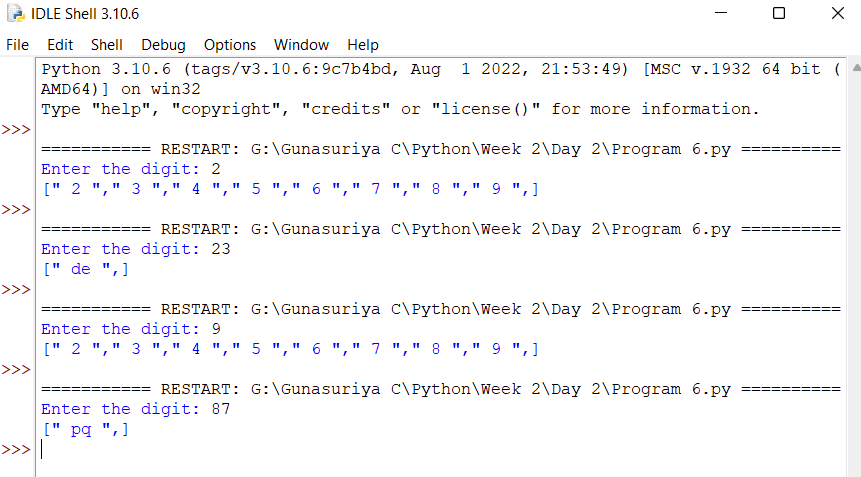 IDLE Shell 3.10.6
File Edit Shell Debug Options Window Help
Python 3.10.6 (tags/v3.10.6:9c7b4bd, Aug  1 2022, 21:53:49) [MSC v.1932 64 bit (
AMD64)] on win32
Type "help", "copyright", "credits" or "license()" for more information.
>>>
=========== RESTART: G:\Gunasuriya C\Python\Week 2\Day 2\Program 6.py ==========
Enter the digit: 2
[" 2 "," 3 "," 4 "," 5 "," 6 "," 7 "," 8 "," 9 ",]
>>>
=========== RESTART: G:\Gunasuriya C\Python\Week 2\Day 2\Program 6.py ==========
Enter the digit: 23
[" de ",]
>>>
=========== RESTART: G:\Gunasuriya C\Python\Week 2\Day 2\Program 6.py ==========
Enter the digit: 9
[" 2 "," 3 "," 4 "," 5 "," 6 "," 7 "," 8 "," 9 ",]
>>>
=========== RESTART: G:\Gunasuriya C\Python\Week 2\Day 2\Program 6.py ==========
Enter the digit: 87
[" pq ",]
>>>